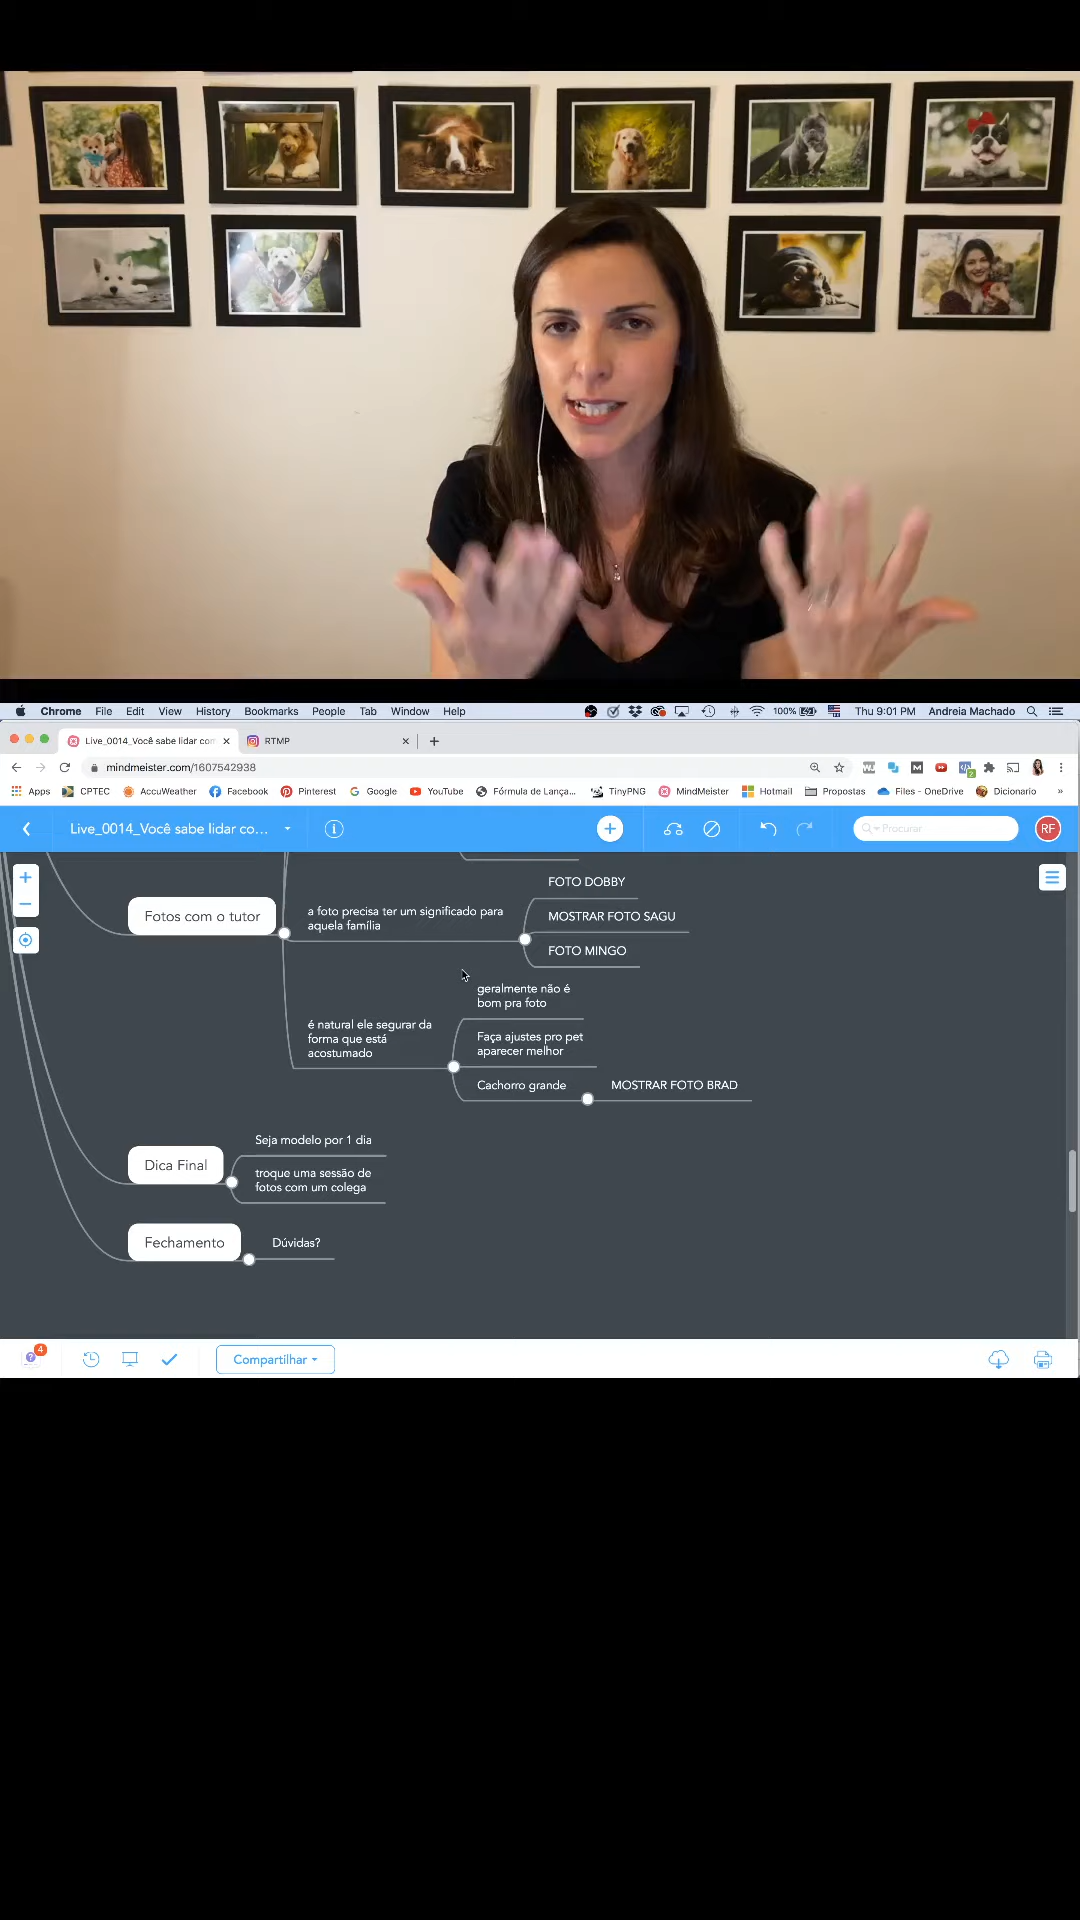 Chrome File Edit View History Bookmarks People Tab Window Help 100% Thu 9:01 PM Andreia Machado
Live_0014_Você sabe lidar com RTMP
mindmeister.com/1607542938
Apps CPTEC AccuWeather Facebook Pinterest Google YouTube Fórmula de Lança... TinyPNG MindMeister Hotmail Propostas Files - OneDrive Dicionario »
Live_0014_Você sabe lidar co... Procurar RF
FOTO DOBBY
Fotos com o tutor
a foto precisa ter um significado para
aquela família
MOSTRAR FOTO SAGU
FOTO MINGO
geralmente não é
bom pra foto
é natural ele segurar da
forma que está
acostumado
Faça ajustes pro pet
aparecer melhor
Cachorro grande
MOSTRAR FOTO BRAD
Dica Final
Seja modelo por 1 dia
troque uma sessão de
fotos com um colega
Fechamento
Dúvidas?
4
Compartilhar